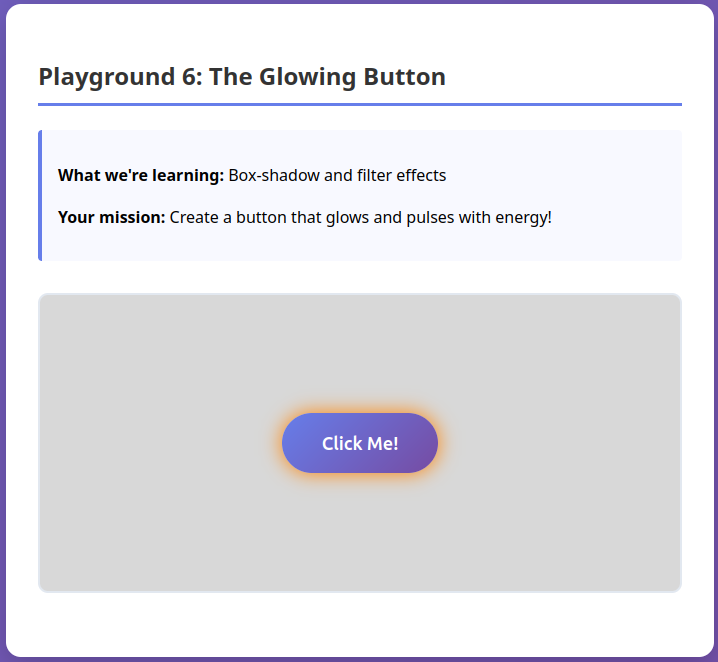 Playground 6: The Glowing Button
What we're learning: Box-shadow and filter effects
Your mission: Create a button that glows and pulses with energy!
Click Me!